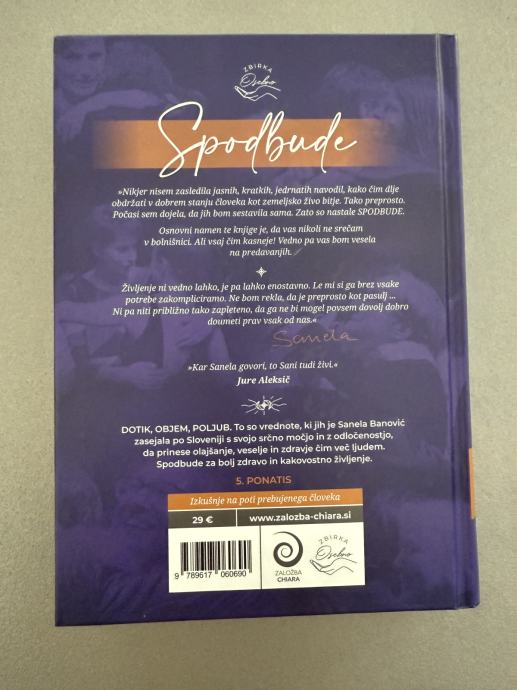 ZBIRKA
Osebno
Spodbude
»Nikjer nisem zasledila jasnih, kratkih, jedrnatih navodil, kako čim dlje
obdržati v dobrem stanju človeka kot zemeljsko živo bitje. Tako preprosto.
Počasi sem dojela, da jih bom sestavila sama. Zato so nastale SPODBUDE.
Osnovni namen te knjige je, da vas nikoli ne srečam
v bolnišnici. Ali vsaj čim kasneje! Vedno pa vas bom vesela
na predavanjih.
Življenje ni vedno lahko, je pa lahko enostavno. Le mi si ga brez vsake
potrebe zakompliciramo. Ne bom rekla, da je preprosto kot pasulj ...
Ni pa niti približno tako zapleteno, da ga ne bi mogel povsem dovolj dobro
doumeti prav vsak od nas.«
Sanela
»Kar Sanela govori, to Sani tudi živi.«
Jure Aleksič
DOTIK, OBJEM, POLJUB. To so vrednote, ki jih je Sanela Banović
zasejala po Sloveniji s svojo srčno močjo in z odločenostjo,
da prinese olajšanje, veselje in zdravje čim več ljudem.
Spodbude za bolj zdravo in kakovostno življenje.
5. PONATIS
Izkušnje na poti prebujenega človeka
29 €
www.zalozba-chiara.si
9 789617 060690
ZALOŽBA
CHIARA
ZBIRKA
Osebno